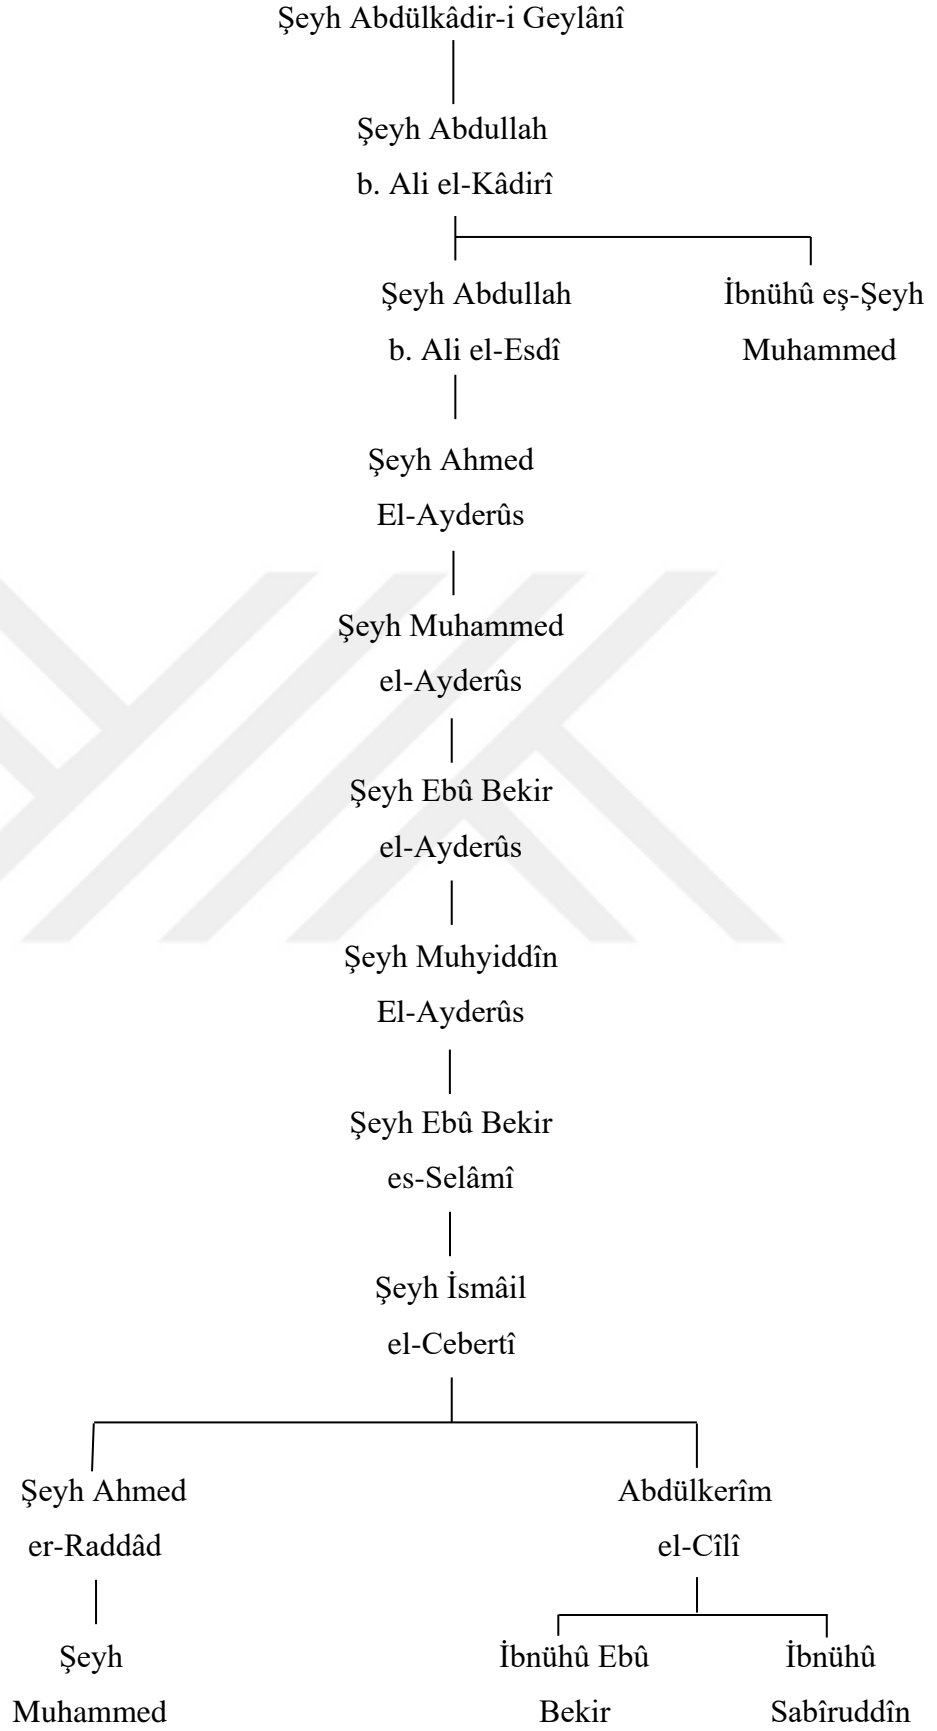 Şeyh Abdülkâdir-i Geylânî
Şeyh Abdullah
b. Ali el-Kâdirî
Şeyh Abdullah
b. Ali el-Esdî
İbnühû eş-Şeyh
Muhammed
Şeyh Ahmed
El-Ayderûs
Şeyh Muhammed
el-Ayderûs
Şeyh Ebû Bekir
el-Ayderûs
Şeyh Muhyiddîn
El-Ayderûs
Şeyh Ebû Bekir
es-Selâmî
Şeyh İsmâil
el-Cebertî
Şeyh Ahmed
er-Raddâd
Abdülkerîm
el-Cîlî
Şeyh
Muhammed
İbnühû Ebû
Bekir
İbnühû
Sabîruddîn